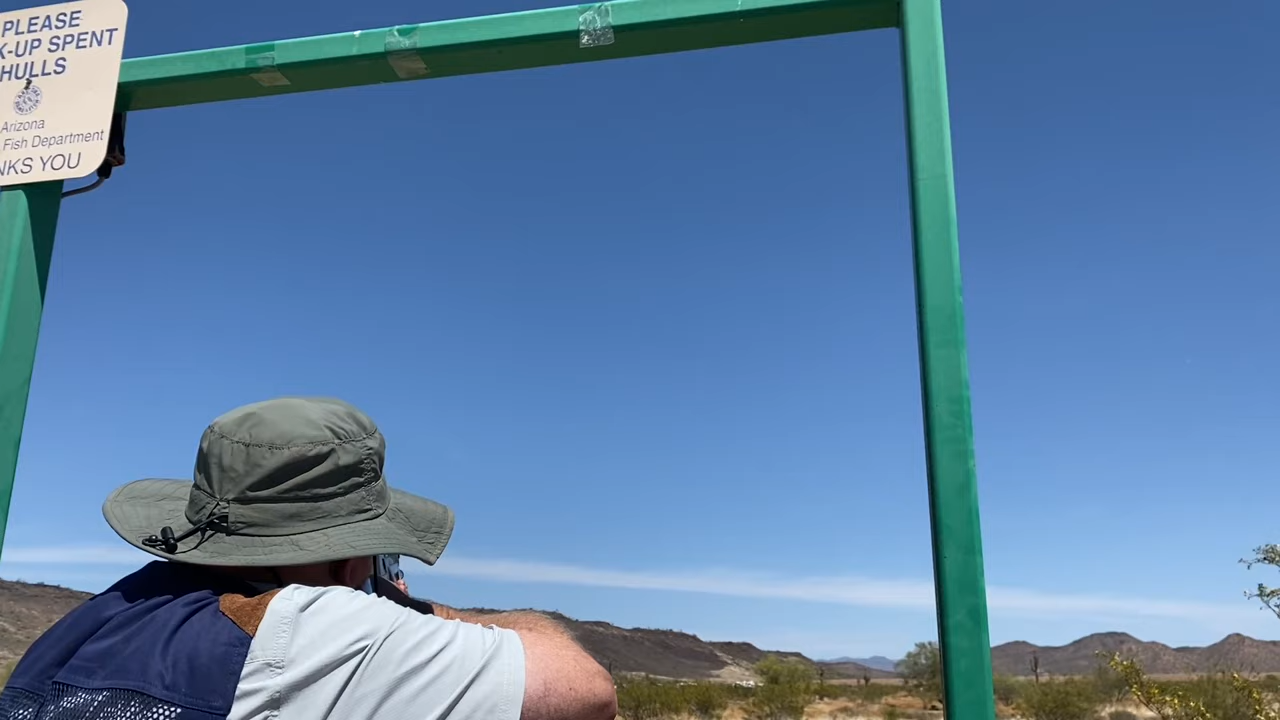 PLEASE
K-UP SPENT
HULLS
Arizona
Fish Department
NKS YOU